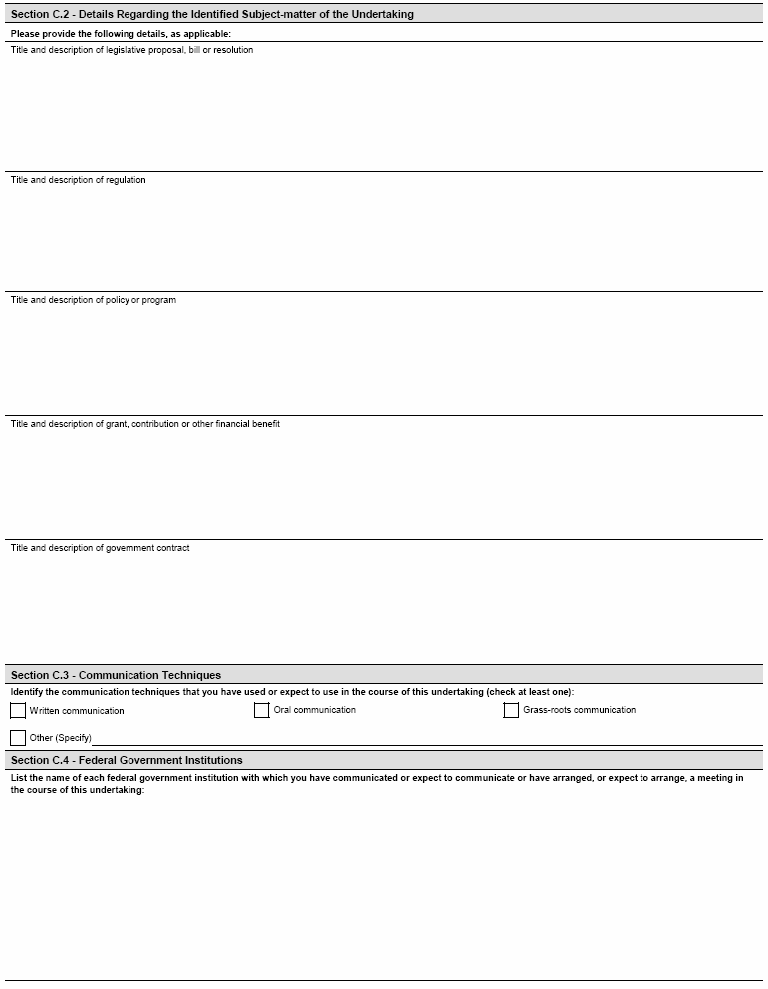 Section C.2 - Details Regarding the Identified Subject-matter of the Undertaking
Please provide the following details, as applicable:
Title and description of legislative proposal, bill or resolution
Title and description of regulation
Title and description of policy or program
Title and description of grant, contribution or other financial benefit
Title and description of government contract
Section C.3 - Communication Techniques
Identify the communication techniques that you have used or expect to use in the course of this undertaking (check at least one):
Written communication
Oral communication
Grass-roots communication
Other (Specify)
Section C.4 - Federal Government Institutions
List the name of each federal government institution with which you have communicated or expect to communicate or have arranged, or expect to arrange, a meeting in
the course of this undertaking: